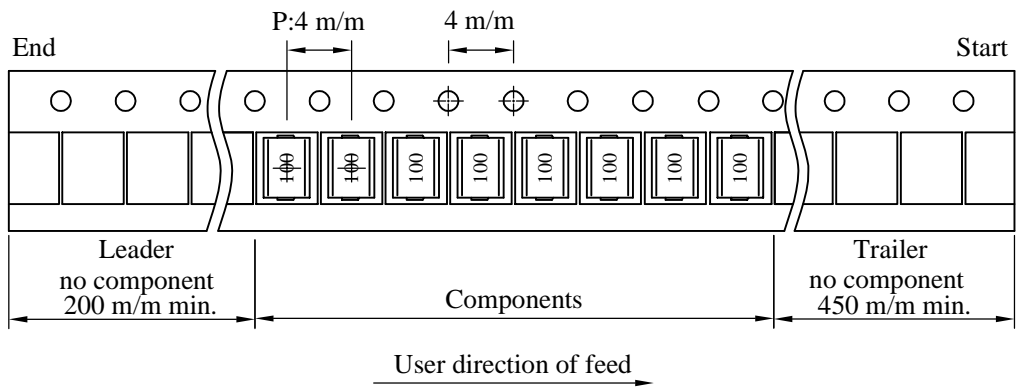 P:4 m/m
4 m/m
End
Start
100
100
100
100
100
100
100
100
Leader
no component
200 m/m min.
Components
Trailer
no component
450 m/m min.
User direction of feed